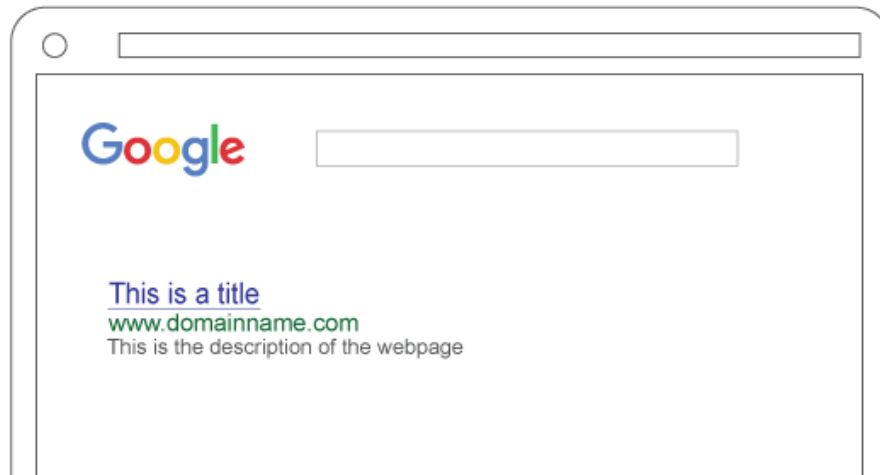 Google
This is a title
www.domainname.com
This is the description of the webpage